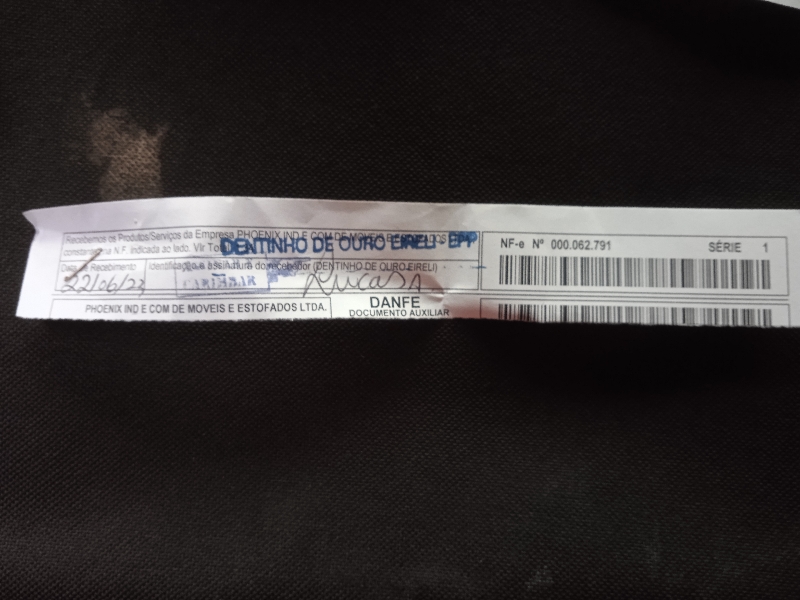 Recebemos os Produtos/Serviços da Empresa PHOENIX IND E COM DE MOVEIS E ESTOFADOS
constantes na N.F. indicada ao lado. Vlr
DENTINHO DE OURO EIRELI - EPP
NF-e Nº 000.062.791 SÉRIE 1
Data de Recebimento Identificação e assinatura do recebedor (DENTINHO DE OURO EIRELI)
22/06/23 CARIMBAR Lucas
PHOENIX IND E COM DE MOVEIS E ESTOFADOS LTDA.
DANFE
DOCUMENTO AUXILIAR